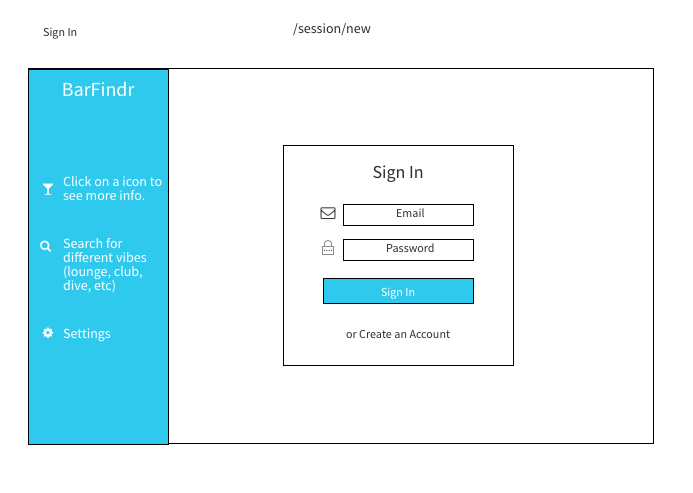 Sign In
/session/new
BarFindr
Click on a icon to
see more info.
Search for
different vibes
(lounge, club,
dive, etc)
Settings
Sign In
Email
Password
Sign In
or Create an Account